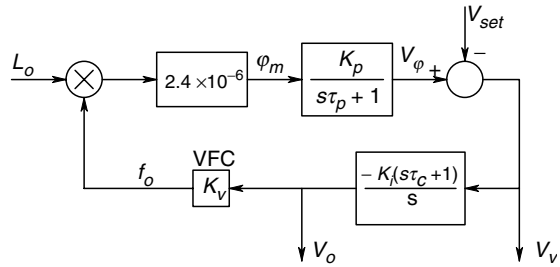 V_set
−
L_o
×
2.4 ×10⁻⁶
φ_m
K_p
sτ_p + 1
V_φ +
VFC
f_o
K_v
− K_i(sτ_c +1)
s
V_o
V_v